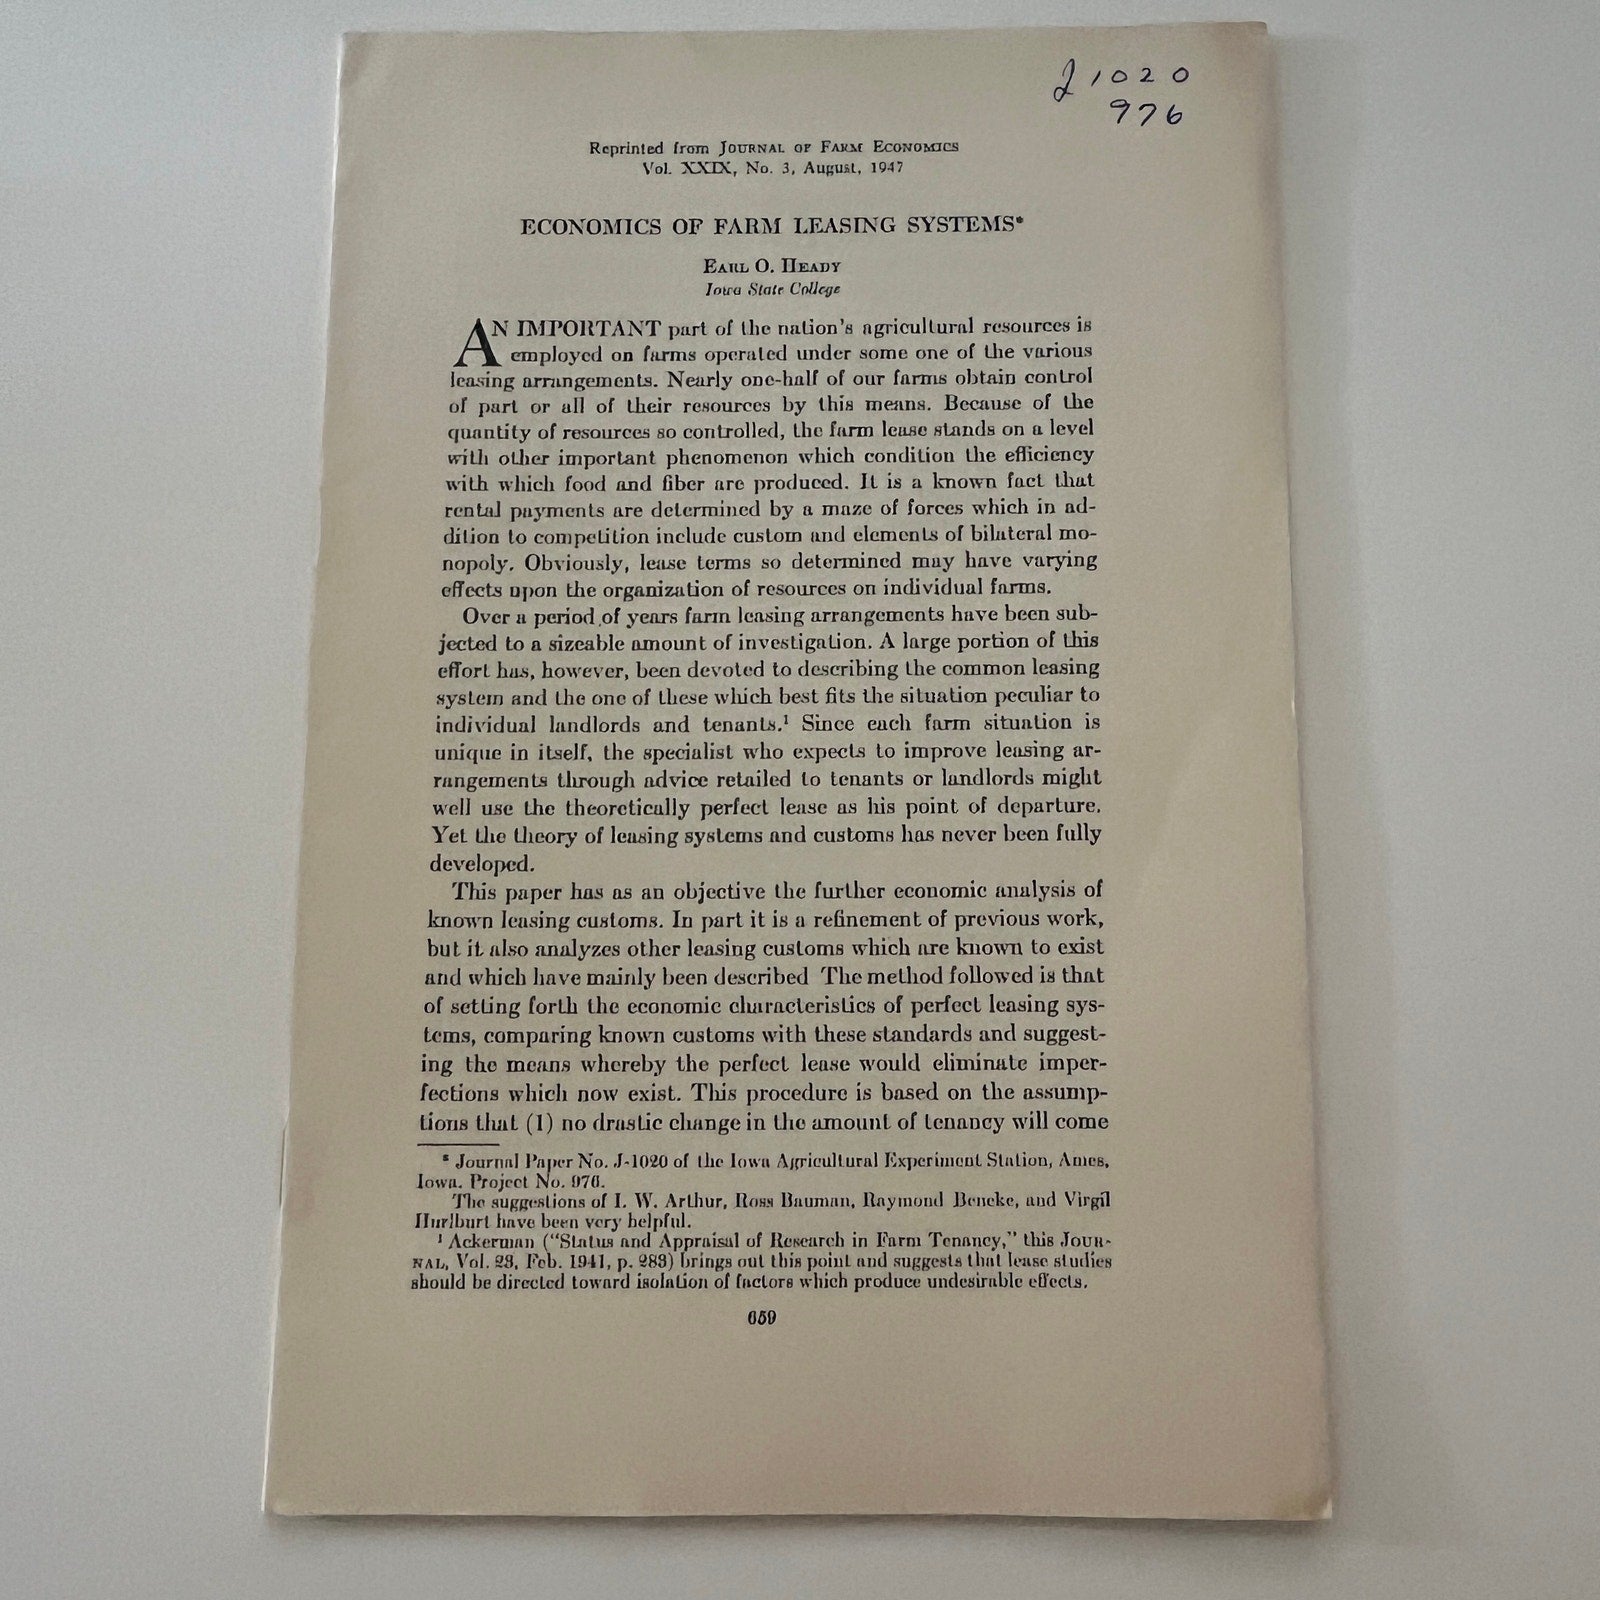 J 1020
976
Reprinted from JOURNAL OF FARM ECONOMICS
Vol. XXIX, No. 3, August, 1947
ECONOMICS OF FARM LEASING SYSTEMS*
EARL O. HEADY
Iowa State College
AN IMPORTANT part of the nation's agricultural resources is
employed on farms operated under some one of the various
leasing arrangements. Nearly one-half of our farms obtain control
of part or all of their resources by this means. Because of the
quantity of resources so controlled, the farm lease stands on a level
with other important phenomenon which condition the efficiency
with which food and fiber are produced. It is a known fact that
rental payments are determined by a maze of forces which in ad-
dition to competition include custom and elements of bilateral mo-
nopoly. Obviously, lease terms so determined may have varying
effects upon the organization of resources on individual farms.
Over a period of years farm leasing arrangements have been sub-
jected to a sizeable amount of investigation. A large portion of this
effort has, however, been devoted to describing the common leasing
system and the one of these which best fits the situation peculiar to
individual landlords and tenants.¹ Since each farm situation is
unique in itself, the specialist who expects to improve leasing ar-
rangements through advice retailed to tenants or landlords might
well use the theoretically perfect lease as his point of departure.
Yet the theory of leasing systems and customs has never been fully
developed.
This paper has as an objective the further economic analysis of
known leasing customs. In part it is a refinement of previous work,
but it also analyzes other leasing customs which are known to exist
and which have mainly been described The method followed is that
of setting forth the economic characteristics of perfect leasing sys-
tems, comparing known customs with these standards and suggest-
ing the means whereby the perfect lease would eliminate imper-
fections which now exist. This procedure is based on the assump-
tions that (1) no drastic change in the amount of tenancy will come
* Journal Paper No. J-1020 of the Iowa Agricultural Experiment Station, Ames,
Iowa. Project No. 976.
The suggestions of I. W. Arthur, Ross Bauman, Raymond Beneke, and Virgil
Hurlburt have been very helpful.
¹ Ackerman ("Status and Appraisal of Research in Farm Tenancy," this JOUR-
NAL, Vol. 23, Feb. 1941, p. 283) brings out this point and suggests that lease studies
should be directed toward isolation of factors which produce undesirable effects.
659